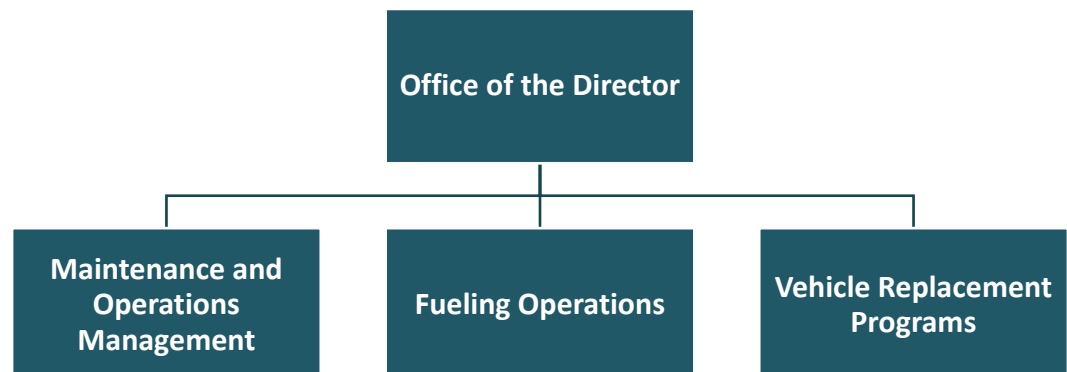 Office of the Director
Maintenance and
Operations
Management
Fueling Operations
Vehicle Replacement
Programs